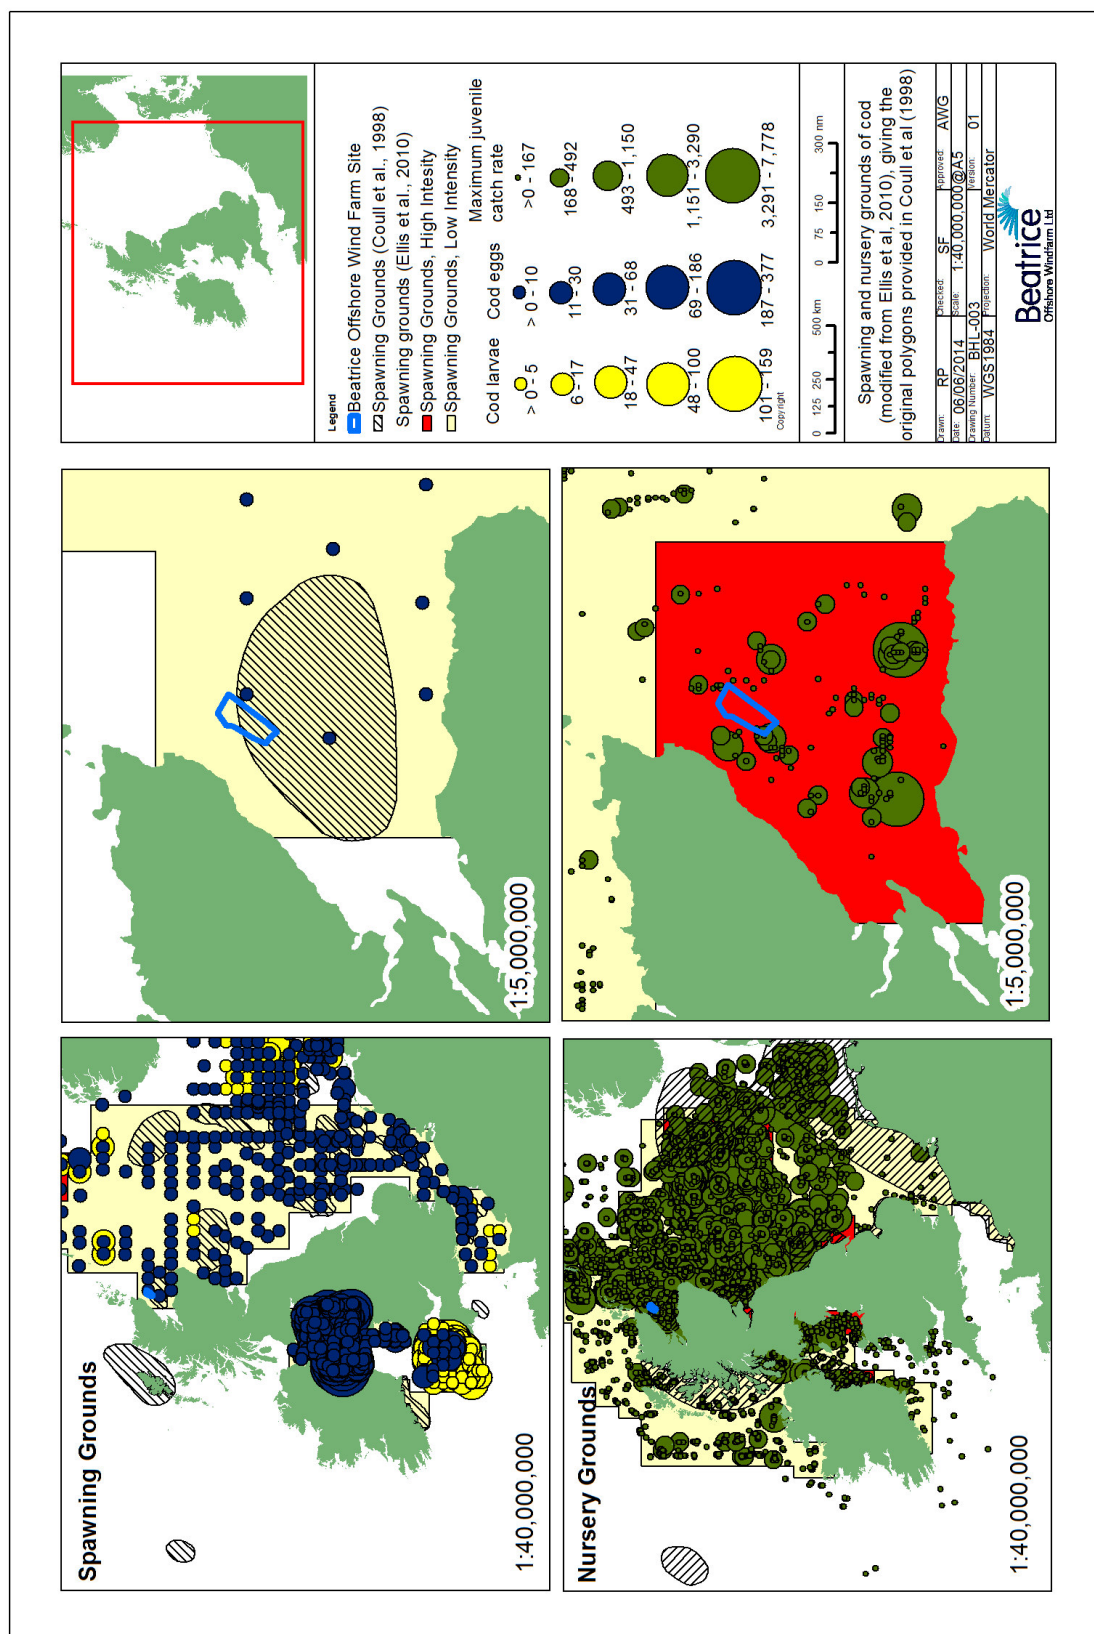 Spawning Grounds
1:40,000,000
1:5,000,000
Nursery Grounds
1:40,000,000
1:5,000,000
Legend
Beatrice Offshore Wind Farm Site
Spawning Grounds (Coull et al., 1998)
Spawning grounds (Ellis et al., 2010)
Spawning Grounds, High Intesity
Spawning Grounds, Low Intensity
Cod larvae
> 0 - 5
6 - 17
18 - 47
48 - 100
101 - 159
Cod eggs
> 0 - 10
11 - 30
31 - 68
69 - 186
187 - 377
Maximum juvenile
catch rate
>0 - 167
168 - 492
493 - 1,150
1,151 - 3,290
3,291 - 7,778
Copyright
0 125 250 500 km
0 75 150 300 nm
Spawning and nursery grounds of cod
(modified from Ellis et al, 2010), giving the
original polygons provided in Coull et al (1998)
Drawn: RP Checked: SF Approved: AWG
Date: 06/06/2014 Scale: 1:40,000,000@A5
Drawing Number: BHL-003 Version: 01
Datum: WGS1984 Projection: World Mercator
Beatrice
Offshore Windfarm Ltd